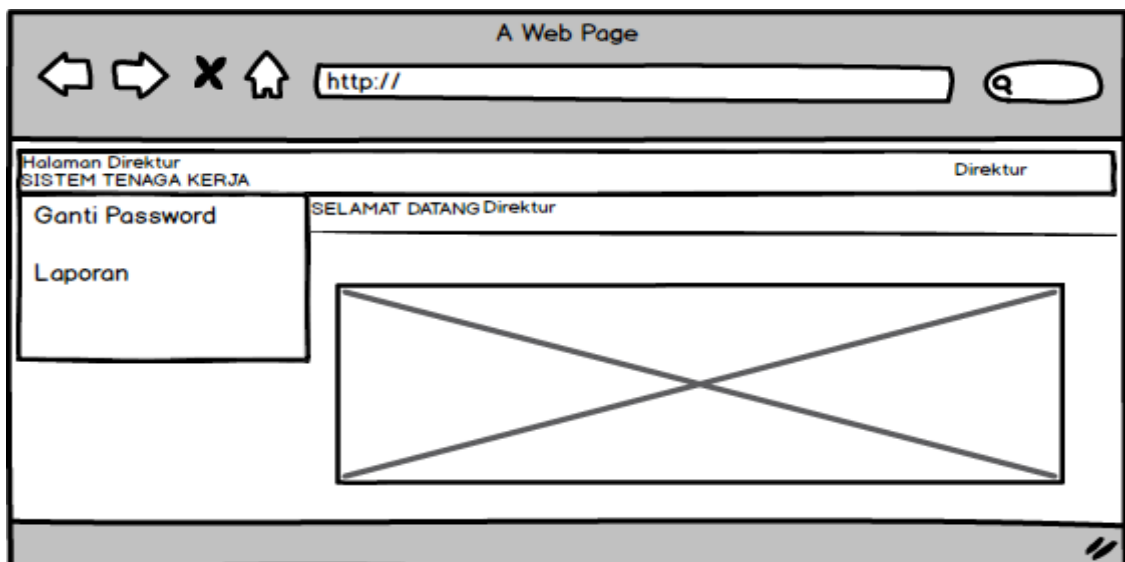 A Web Page
http://
Halaman Direktur
SISTEM TENAGA KERJA
Direktur
Ganti Password
SELAMAT DATANG Direktur
Laporan